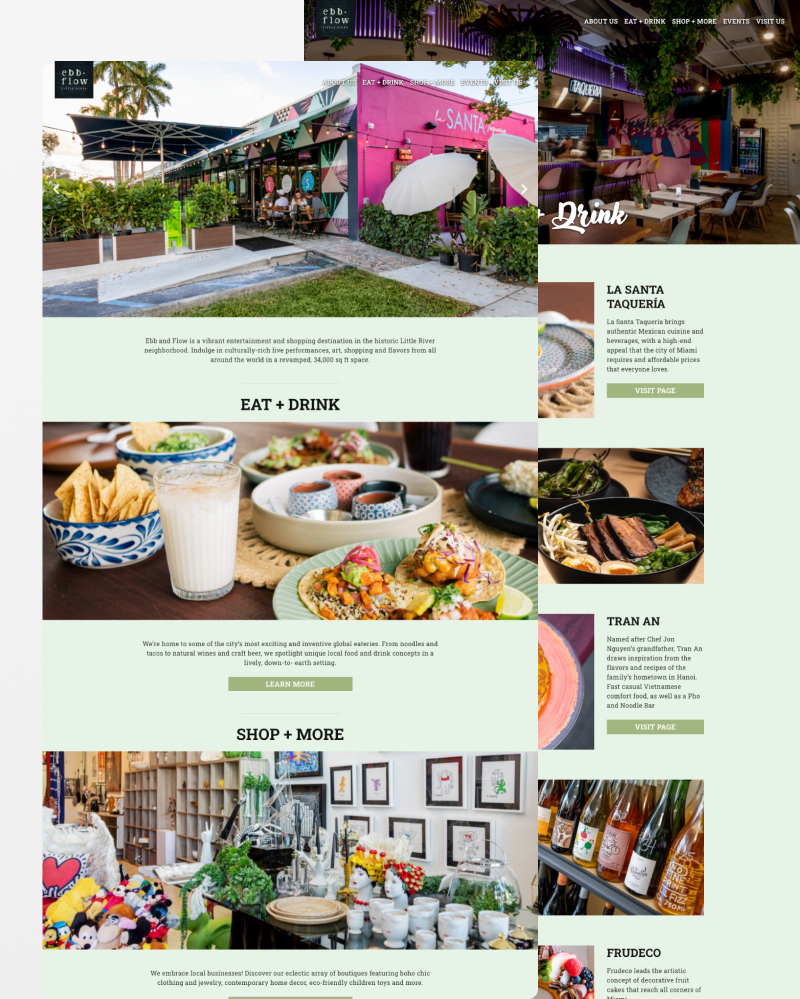 ebb-
flow
LITTLE RIVER
ABOUT US EAT + DRINK SHOP + MORE EVENTS VISIT US
ebb-
flow
LITTLE RIVER
ABOUT US EAT + DRINK SHOP + MORE EVENTS VISIT US
La SANTA
TAQUERIA
+ Drink
Ebb and Flow is a vibrant entertainment and shopping destination in the historic Little River
neighborhood. Indulge in culturally-rich live performances, art, shopping and flavors from all
around the world in a revamped, 34,000 sq ft space.
EAT + DRINK
We're home to some of the city's most exciting and inventive global eateries. From noodles and
tacos to natural wines and craft beer, we spotlight unique local food and drink concepts in a
lively, down-to- earth setting.
LEARN MORE
SHOP + MORE
We embrace local businesses! Discover our eclectic array of boutiques featuring boho chic
clothing and jewelry, contemporary home decor, eco-friendly children toys and more.
LA SANTA
TAQUERÍA
La Santa Taqueria brings
authentic Mexican cuisine and
beverages, with a high-end
appeal that the city of Miami
requires and affordable prices
that everyone loves.
VISIT PAGE
TRAN AN
Named after Chef Jon
Nguyen's grandfather, Tran An
draws inspiration from the
flavors and recipes of the
family's hometown in Hanoi.
Fast casual Vietnamese
comfort food, as well as a Pho
and Noodle Bar
VISIT PAGE
FRUDECO
Frudeco leads the artistic
concept of decorative fruit
cakes that reach all corners of
Miami